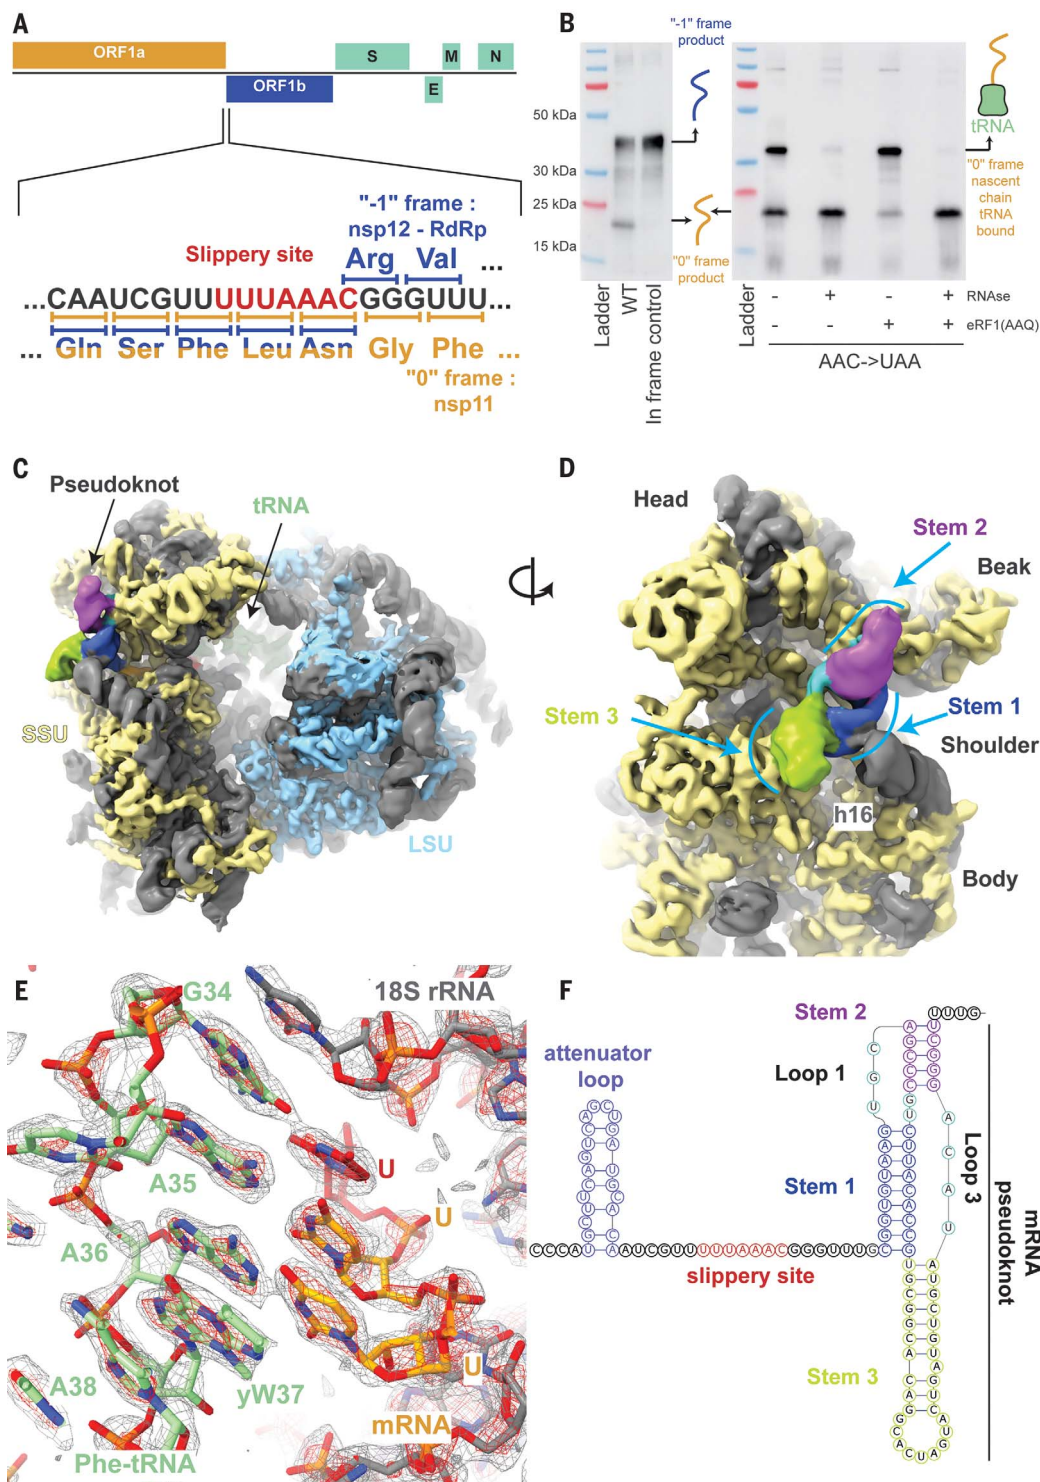 A
ORF1a
ORF1b
S
E
M
N
"-1" frame :
nsp12 - RdRp
Slippery site
Arg Val ...
...CAAUCGUUUUUAAACGGGUUU...
... Gln Ser Phe Leu Asn Gly Phe ...
"0" frame :
nsp11
B
50 kDa
30 kDa
25 kDa
15 kDa
"-1" frame
product
"0" frame
product
tRNA
"0" frame
nascent
chain
tRNA
bound
Ladder
WT
In frame control
Ladder
- + - + RNAse
- - + + eRF1(AAQ)
AAC->UAA
C
Pseudoknot
tRNA
SSU
LSU
D
Head
Stem 2
Beak
Stem 3
Stem 1
Shoulder
h16
Body
E
G34
18S rRNA
A35
U
U
A36
A38
yW37
U
mRNA
Phe-tRNA
F
Stem 2
UUUG
attenuator
loop
Loop 1
Loop 3
Stem 1
CCCAU
AAUCGUUUUUAAACGGGUUUGC
slippery site
Stem 3
mRNA
pseudoknot